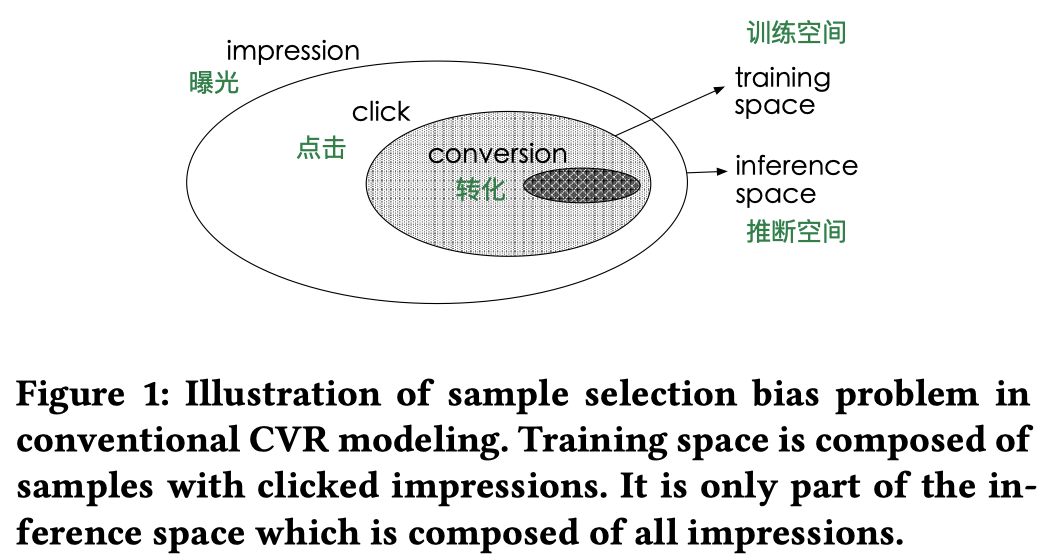 impression
曝光
click
点击
conversion
转化
训练空间
training
space
inference
space
推断空间
Figure 1: Illustration of sample selection bias problem in
conventional CVR modeling. Training space is composed of
samples with clicked impressions. It is only part of the in-
ference space which is composed of all impressions.